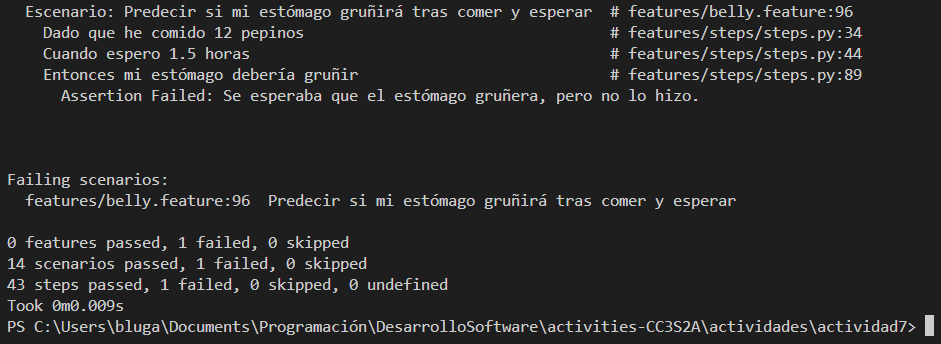 Escenario: Predecir si mi estómago gruñirá tras comer y esperar # features/belly.feature:96
Dado que he comido 12 pepinos # features/steps/steps.py:34
Cuando espero 1.5 horas # features/steps/steps.py:44
Entonces mi estómago debería gruñir # features/steps/steps.py:89
Assertion Failed: Se esperaba que el estómago gruñera, pero no lo hizo.
Failing scenarios:
features/belly.feature:96 Predecir si mi estómago gruñirá tras comer y esperar
0 features passed, 1 failed, 0 skipped
14 scenarios passed, 1 failed, 0 skipped
43 steps passed, 1 failed, 0 skipped, 0 undefined
Took 0m0.009s
PS C:\Users\bluga\Documents\Programación\DesarrolloSoftware\activities-CC3S2A\actividades\actividad7>